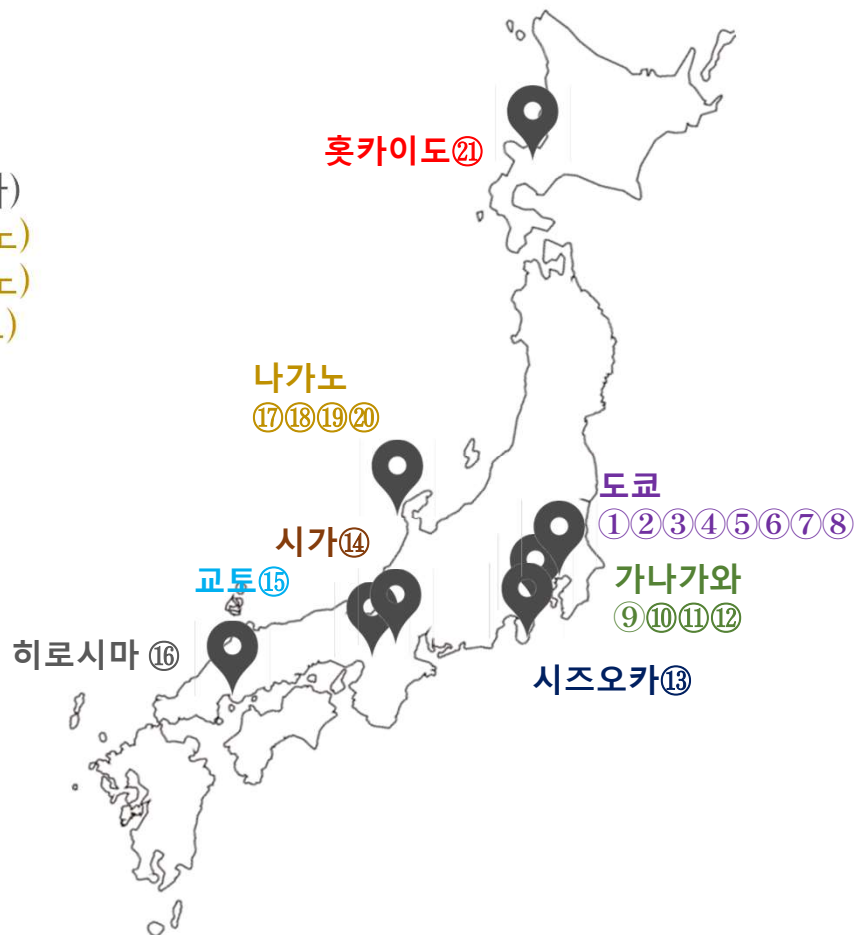 홋카이도㉑
나가노
⑰⑱⑲⑳
도쿄
①②③④⑤⑥⑦⑧
시가⑭
교토⑮
가나가와
⑨⑩⑪⑫
히로시마 ⑯
시즈오카⑬